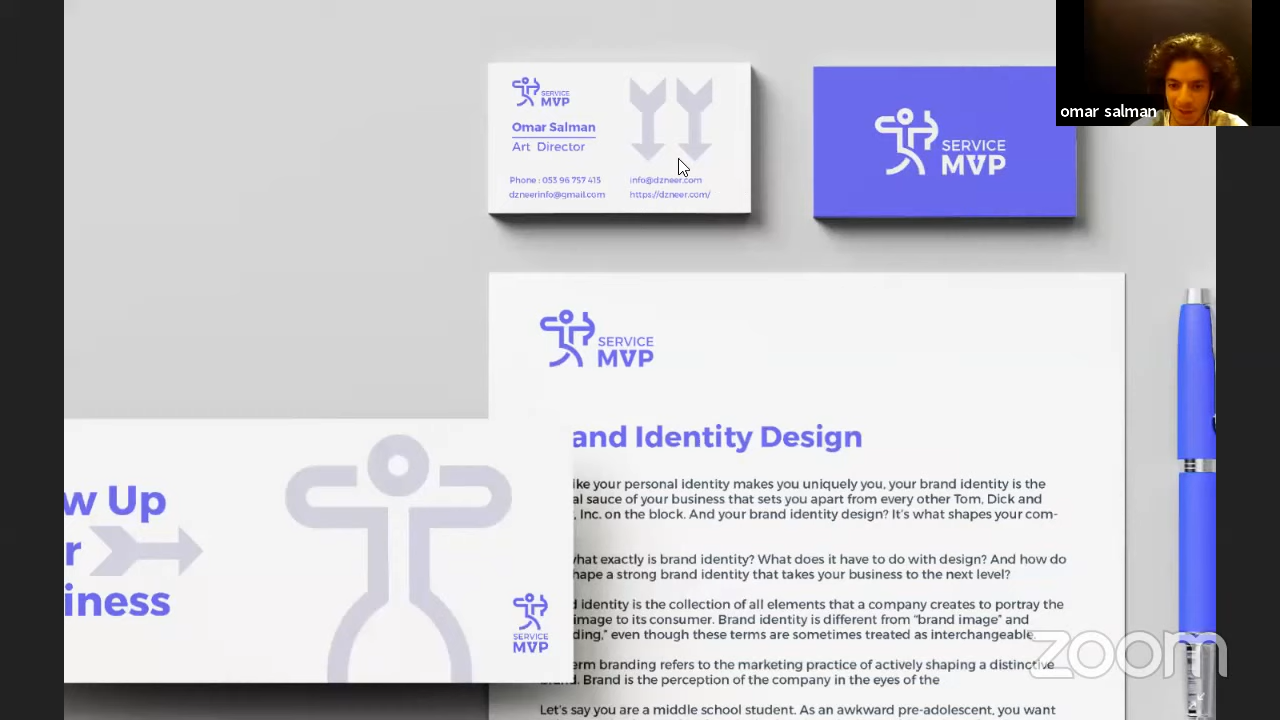 SERVICE
MVP
Omar Salman
Art Director
Phone : 053 96 757 415
info@dzneer.com
dzneerinfo@gmail.com
https://dzneer.com/
SERVICE
MVP
omar salman
SERVICE
MVP
and Identity Design
ike your personal identity makes you uniquely you, your brand identity is the
al sauce of your business that sets you apart from every other Tom, Dick and
, Inc. on the block. And your brand identity design? It's what shapes your com-
what exactly is brand identity? What does it have to do with design? And how do
hape a strong brand identity that takes your business to the next level?
d identity is the collection of all elements that a company creates to portray the
image to its consumer. Brand identity is different from "brand image" and
ding," even though these terms are sometimes treated as interchangeable.
erm branding refers to the marketing practice of actively shaping a distinctive
brand. Brand is the perception of the company in the eyes of the
Let's say you are a middle school student. As an awkward pre-adolescent, you want
w Up
r
iness
SERVICE
MVP
zoom